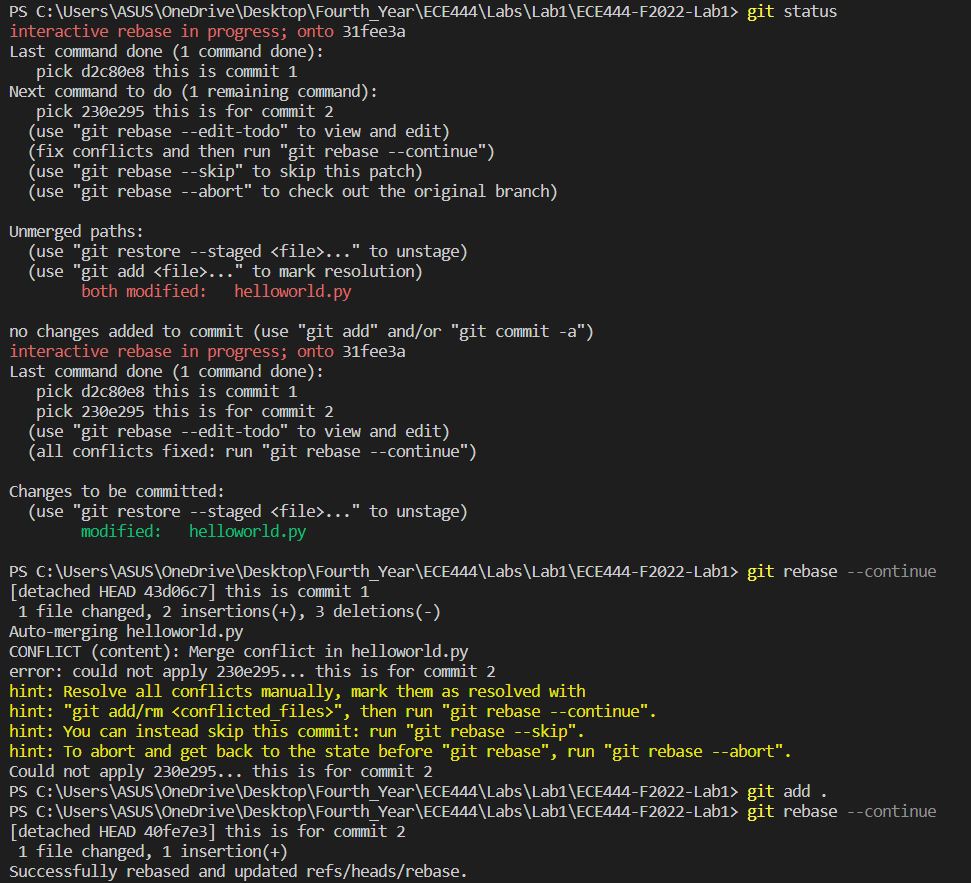 PS C:\Users\ASUS\OneDrive\Desktop\Fourth_Year\ECE444\Labs\Lab1\ECE444-F2022-Lab1> git status
interactive rebase in progress; onto 31fee3a
Last command done (1 command done):
   pick d2c80e8 this is commit 1
Next command to do (1 remaining command):
   pick 230e295 this is for commit 2
  (use "git rebase --edit-todo" to view and edit)
  (fix conflicts and then run "git rebase --continue")
  (use "git rebase --skip" to skip this patch)
  (use "git rebase --abort" to check out the original branch)

Unmerged paths:
  (use "git restore --staged <file>..." to unstage)
  (use "git add <file>..." to mark resolution)
        both modified:   helloworld.py

no changes added to commit (use "git add" and/or "git commit -a")
interactive rebase in progress; onto 31fee3a
Last command done (1 command done):
   pick d2c80e8 this is commit 1
   pick 230e295 this is for commit 2
  (use "git rebase --edit-todo" to view and edit)
  (all conflicts fixed: run "git rebase --continue")

Changes to be committed:
  (use "git restore --staged <file>..." to unstage)
        modified:   helloworld.py

PS C:\Users\ASUS\OneDrive\Desktop\Fourth_Year\ECE444\Labs\Lab1\ECE444-F2022-Lab1> git rebase --continue
[detached HEAD 43d06c7] this is commit 1
 1 file changed, 2 insertions(+), 3 deletions(-)
Auto-merging helloworld.py
CONFLICT (content): Merge conflict in helloworld.py
error: could not apply 230e295... this is for commit 2
hint: Resolve all conflicts manually, mark them as resolved with
hint: "git add/rm <conflicted_files>", then run "git rebase --continue".
hint: You can instead skip this commit: run "git rebase --skip".
hint: To abort and get back to the state before "git rebase", run "git rebase --abort".
Could not apply 230e295... this is for commit 2
PS C:\Users\ASUS\OneDrive\Desktop\Fourth_Year\ECE444\Labs\Lab1\ECE444-F2022-Lab1> git add .
PS C:\Users\ASUS\OneDrive\Desktop\Fourth_Year\ECE444\Labs\Lab1\ECE444-F2022-Lab1> git rebase --continue
[detached HEAD 40fe7e3] this is for commit 2
 1 file changed, 1 insertion(+)
Successfully rebased and updated refs/heads/rebase.